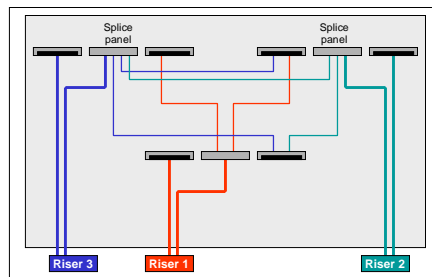 Splice
panel
Splice
panel
Riser 3
Riser 1
Riser 2